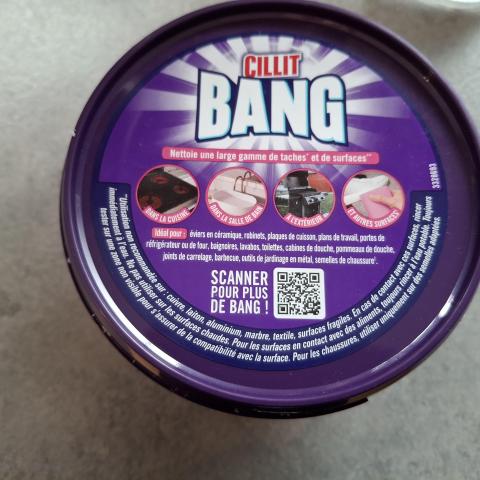 CILLIT
BANG
Nettoie une large gamme de taches* et de surfaces**
DANS LA CUISINE
DANS LA SALLE DE BAIN
A L'EXTÉRIEUR
ET AUTRES SURFACES
Idéal pour : éviers en céramique, robinets, plaques de cuisson, plans de travail, portes de
réfrigérateur ou de four, baignoires, lavabos, toilettes, cabines de douche, pommeaux de douche,
joints de carrelage, barbecue, outils de jardinage en métal, semelles de chaussure
SCANNER
POUR PLUS
DE BANG !
"Utilisation non recommandée sur : cuivre, laiton, aluminium, marbre, textile, surfaces fragiles. En cas de contact avec ces surfaces, rincer
immédiatement à l'eau. Ne pas utiliser sur les surfaces chaudes. Pour les surfaces en contact avec des aliments, toujours rincer à l'eau potable. Toujours
tester sur une zone non visible pour s'assurer de la compatibilité avec la surface. Pour les chaussures, utiliser uniquement sur des semelles adaptées.